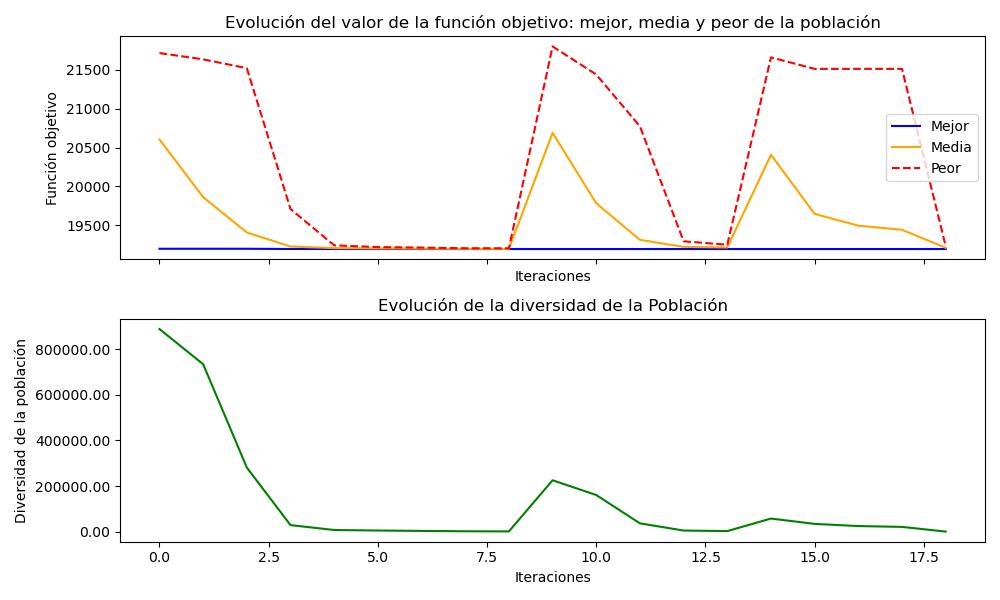 Evolución del valor de la función objetivo: mejor, media y peor de la población
Función objetivo
21500
21000
20500
20000
19500
Mejor
Media
Peor
Iteraciones
Evolución de la diversidad de la Población
Diversidad de la población
800000.00
600000.00
400000.00
200000.00
0.00
0.0 2.5 5.0 7.5 10.0 12.5 15.0 17.5
Iteraciones